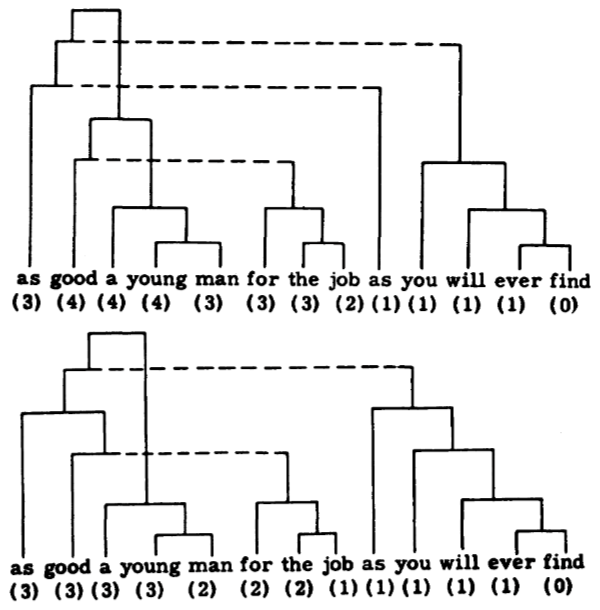 as good a young man for the job as you will ever find
(3) (4) (4) (4) (3) (3) (3) (2) (1) (1) (1) (1) (0)
as good a young man for the job as you will ever find
(3) (3) (3) (3) (2) (2) (2) (1) (1) (1) (1) (1) (0)